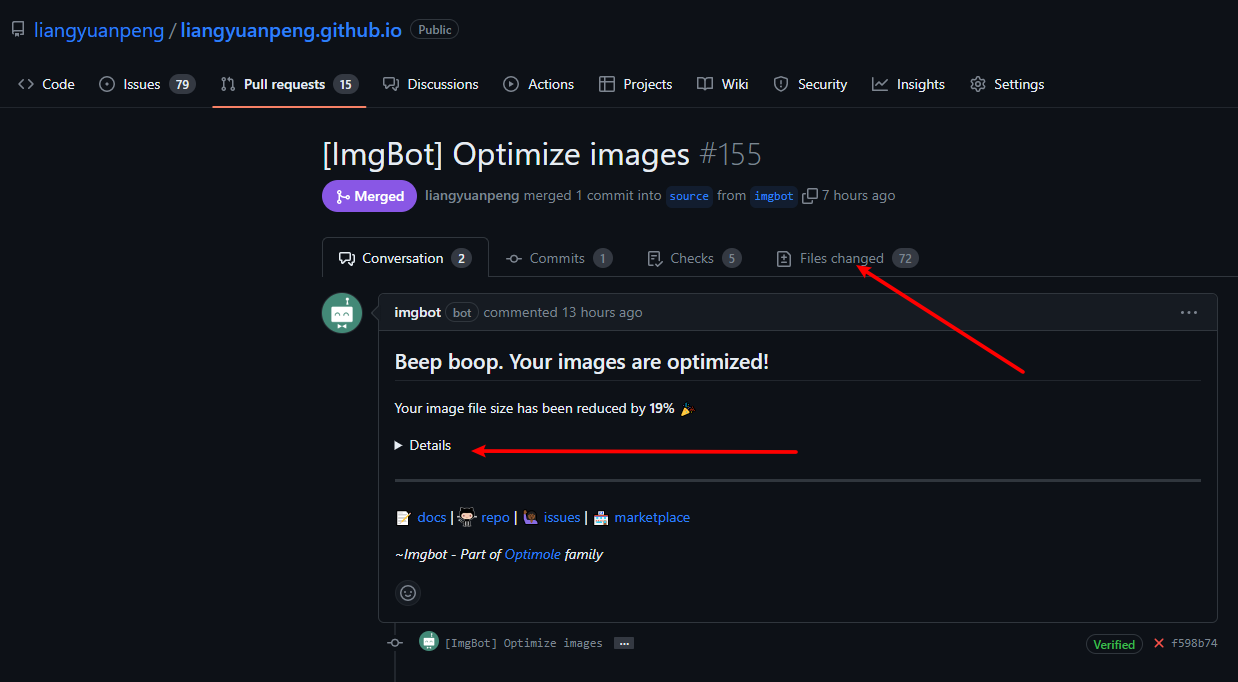 liangyuanpeng / liangyuanpeng.github.io Public
Code Issues 79 Pull requests 15 Discussions Actions Projects Wiki Security Insights Settings
[ImgBot] Optimize images #155
Merged liangyuanpeng merged 1 commit into source from imgbot 7 hours ago
Conversation 2 Commits 1 Checks 5 Files changed 72
imgbot bot commented 13 hours ago
Beep boop. Your images are optimized!
Your image file size has been reduced by 19% 🎉
Details
docs | repo | issues | marketplace
~Imgbot - Part of Optimole family
[ImgBot] Optimize images ... Verified f598b74